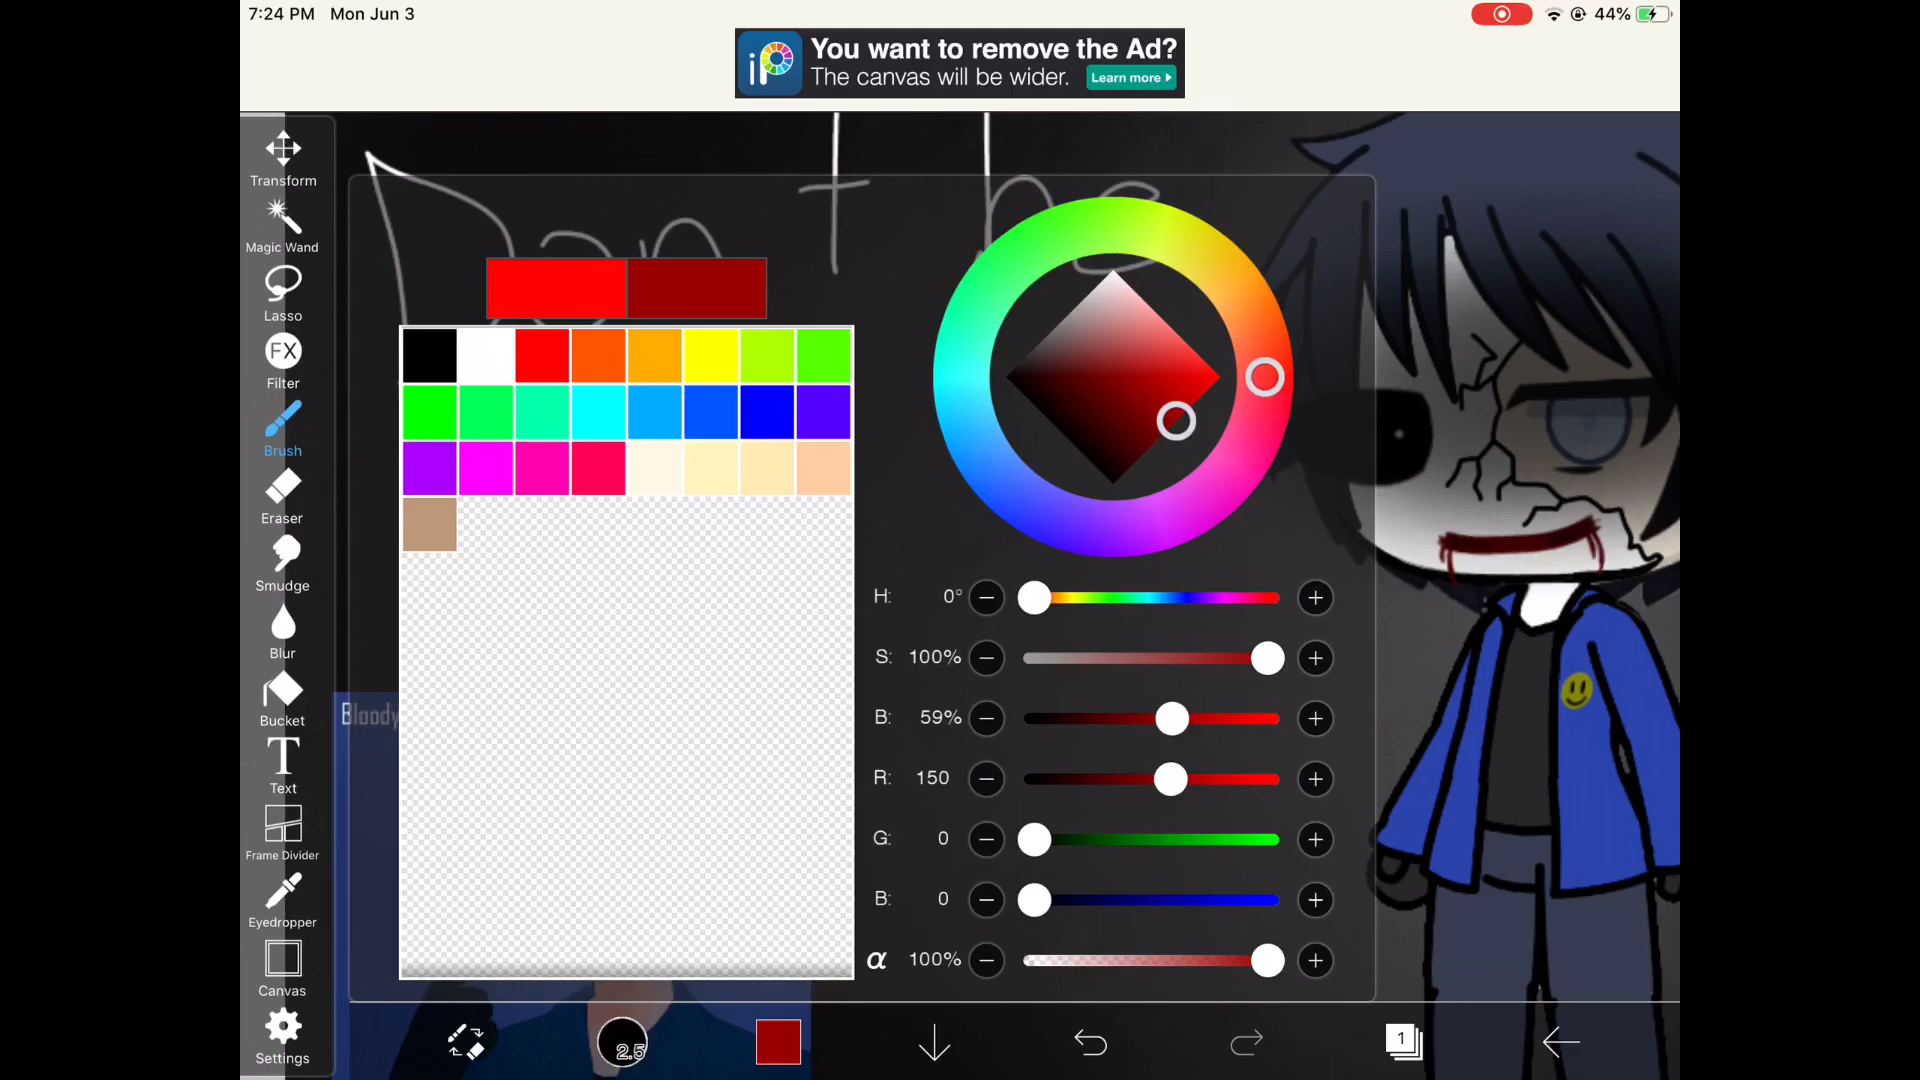 7:24 PM Mon Jun 3
44%
You want to remove the Ad?
The canvas will be wider.
Learn more
Transform
Magic Wand
Lasso
FX
Filter
Brush
Eraser
Smudge
Blur
Bucket
T
Text
Frame Divider
Eyedropper
Canvas
Settings
Bloody
H: 0°
S: 100%
B: 59%
R: 150
G: 0
B: 0
α 100%
2.5
1